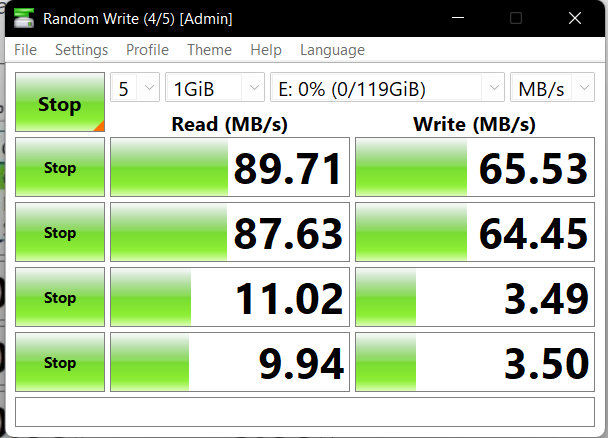 Random Write (4/5) [Admin]
File Settings Profile Theme Help Language
Stop 5 1GiB E: 0% (0/119GiB) MB/s
Read (MB/s) Write (MB/s)
Stop 89.71 65.53
Stop 87.63 64.45
Stop 11.02 3.49
Stop 9.94 3.50